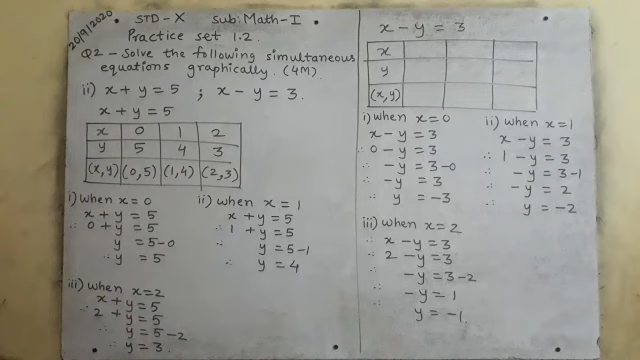 20/9/2020
STD-X Sub: Math-I
Practice set 1.2.
Q2 - Solve the following simultaneous
equations graphically. (4M).
ii) x + y = 5 ; x - y = 3.
x + y = 5
x 0 1 2
y 5 4 3
(x,y) (0,5) (1,4) (2,3)
i) when x = 0
x + y = 5
∴ 0 + y = 5
∴ y = 5-0
∴ y = 5
ii) when x = 1
x + y = 5
∴ 1 + y = 5
∴ y = 5-1
∴ y = 4
iii) when x=2
x + y = 5
∴ 2 + y = 5
∴ y = 5-2
∴ y = 3.
x - y = 3
x
y
(x,y)
i) when x=0
x - y = 3
∴ 0 - y = 3
∴ -y = 3-0
∴ -y = 3
∴ y = -3
ii) when x=1
x - y = 3
∴ 1 - y = 3
∴ -y = 3-1
∴ -y = 2
∴ y = -2
iii) when x=2
∴ x - y = 3
∴ 2 - y = 3
∴ -y = 3-2
∴ -y = 1
y = -1.